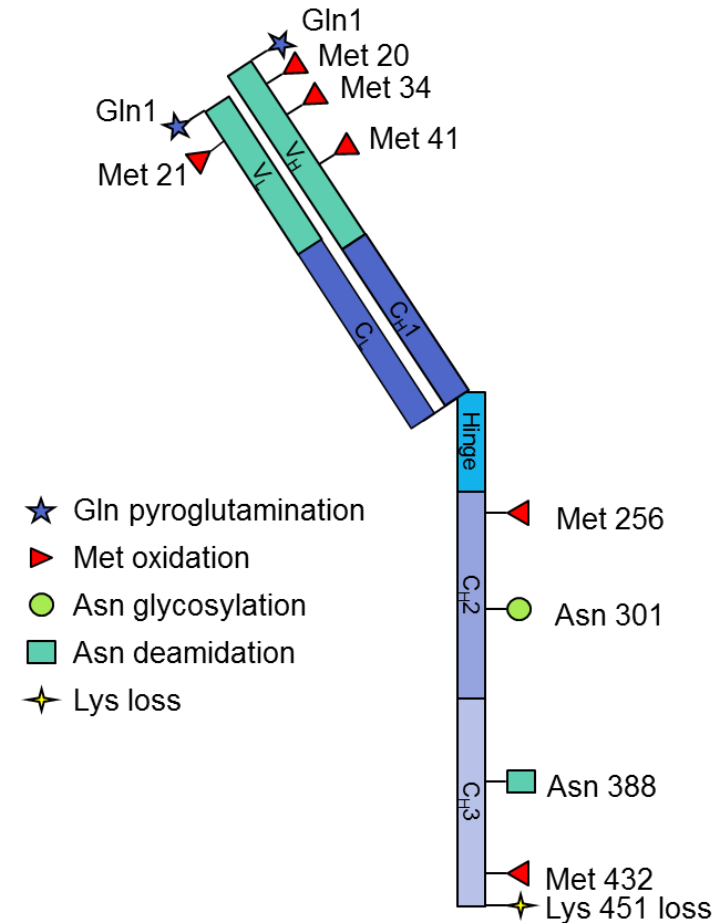 Gln1
Met 20
Met 34
Gln1
Met 41
Met 21
VL
VH
CL
CH1
Hinge
Met 256
CH2
Asn 301
Gln pyroglutamination
Met oxidation
Asn glycosylation
Asn deamidation
Lys loss
CH3
Asn 388
Met 432
Lys 451 loss